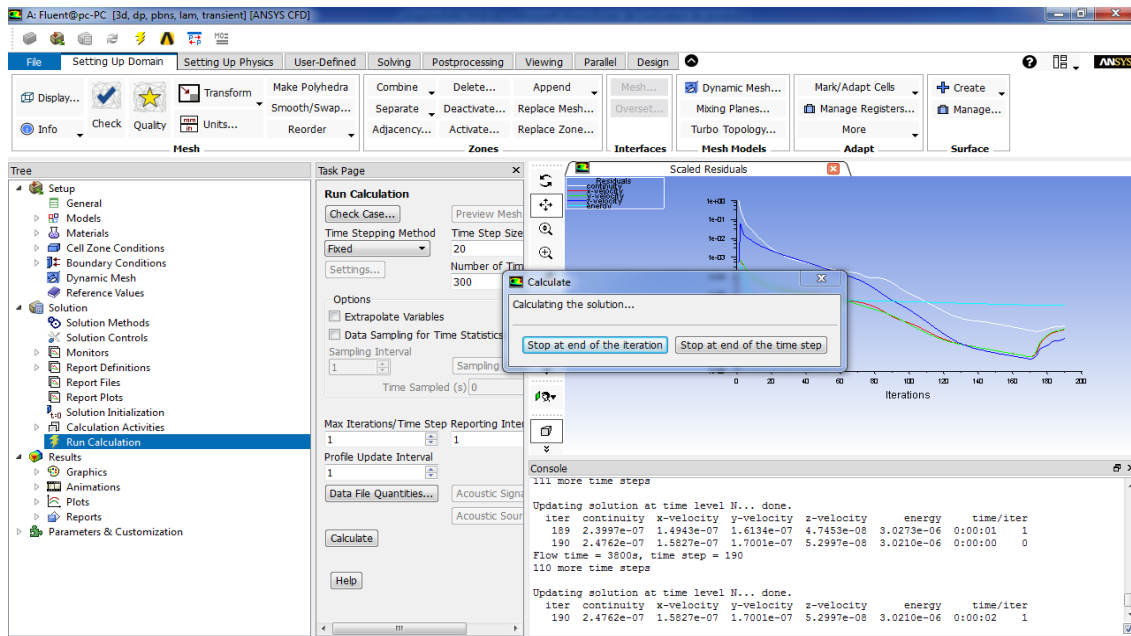 A: Fluent@pc-PC [3d, dp, pbns, lam, transient] [ANSYS CFD]
File Setting Up Domain Setting Up Physics User-Defined Solving Postprocessing Viewing Parallel Design ANSYS
Display... Info Check Quality
Transform Units...
Make Polyhedra
Smooth/Swap...
Reorder
Mesh
Combine Delete... Append
Separate Deactivate... Replace Mesh...
Adjacency... Activate... Replace Zone...
Zones
Mesh...
Overset...
Interfaces
Dynamic Mesh...
Mixing Planes...
Turbo Topology...
Mesh Models
Mark/Adapt Cells
Manage Registers...
More
Adapt
Create
Manage...
Surface
Tree
Setup
General
Models
Materials
Cell Zone Conditions
Boundary Conditions
Dynamic Mesh
Reference Values
Solution
Solution Methods
Solution Controls
Monitors
Report Definitions
Report Files
Report Plots
Solution Initialization
Calculation Activities
Run Calculation
Results
Graphics
Animations
Plots
Reports
Parameters & Customization
Task Page
Run Calculation
Check Case... Preview Mesh
Time Stepping Method Time Step Size
Fixed 20
Settings... Number of Tim
300
Options
Extrapolate Variables
Data Sampling for Time Statistics
Sampling Interval
1 Sampling
Time Sampled (s) 0
Max Iterations/Time Step Reporting Inter
1 1
Profile Update Interval
1
Data File Quantities... Acoustic Signa
Acoustic Sour
Calculate
Help
Scaled Residuals
Residuals
continuity
x-velocity
y-velocity
z-velocity
energy
1e+00
1e-01
1e-02
1e-03
0 20 40 60 80 100 120 140 160 180 200
Iterations
Calculate
Calculating the solution...
Stop at end of the iteration Stop at end of the time step
Console
111 more time steps
Updating solution at time level N... done.
iter continuity x-velocity y-velocity z-velocity energy time/iter
189 2.3997e-07 1.4943e-07 1.6134e-07 4.7453e-08 3.0273e-06 0:00:01 1
190 2.4762e-07 1.5827e-07 1.7001e-07 5.2997e-08 3.0210e-06 0:00:00 0
Flow time = 3800s, time step = 190
110 more time steps
Updating solution at time level N... done.
iter continuity x-velocity y-velocity z-velocity energy time/iter
190 2.4762e-07 1.5827e-07 1.7001e-07 5.2997e-08 3.0210e-06 0:00:02 1